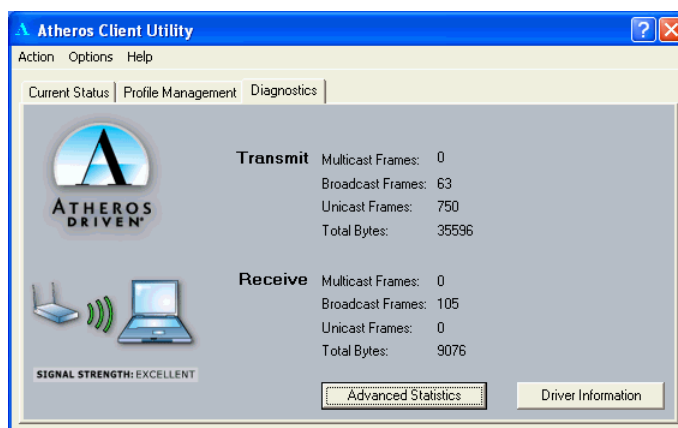 Atheros Client Utility
Action Options Help
Current Status Profile Management Diagnostics
ATHEROS
DRIVEN
Transmit Multicast Frames: 0
Broadcast Frames: 63
Unicast Frames: 750
Total Bytes: 35596
Receive Multicast Frames: 0
Broadcast Frames: 105
Unicast Frames: 0
Total Bytes: 9076
SIGNAL STRENGTH: EXCELLENT
Advanced Statistics Driver Information